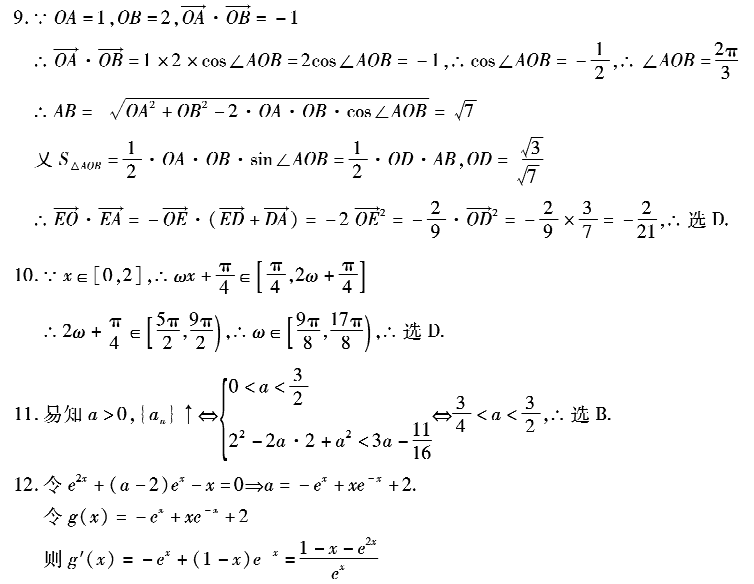 9.∵ OA=1,OB=2,$\overrightarrow{OA}\cdot\overrightarrow{OB}=-1$
∴ $\overrightarrow{OA}\cdot\overrightarrow{OB}=1\times2\times\cos\angle AOB=2\cos\angle AOB=-1$,∴ $\cos\angle AOB=-\frac{1}{2}$,∴ $\angle AOB=\frac{2\pi}{3}$
∴ $AB=\sqrt{OA^2+OB^2-2\cdot OA\cdot OB\cdot\cos\angle AOB}=\sqrt{7}$
又 $S_{\triangle AOB}=\frac{1}{2}\cdot OA\cdot OB\cdot\sin\angle AOB=\frac{1}{2}\cdot OD\cdot AB,OD=\frac{\sqrt{3}}{\sqrt{7}}$
∴ $\overrightarrow{EO}\cdot\overrightarrow{EA}=-\overrightarrow{OE}\cdot(\overrightarrow{ED}+\overrightarrow{DA})=-2\overrightarrow{OE}^2=-\frac{2}{9}\cdot\overrightarrow{OD}^2=-\frac{2}{9}\times\frac{3}{7}=-\frac{2}{21}$,∴ 选 D.
10.∵ $x\in[0,2]$,∴ $\omega x+\frac{\pi}{4}\in\left[\frac{\pi}{4},2\omega+\frac{\pi}{4}\right]$
∴ $2\omega+\frac{\pi}{4}\in\left[\frac{5\pi}{2},\frac{9\pi}{2}\right)$,∴ $\omega\in\left[\frac{9\pi}{8},\frac{17\pi}{8}\right)$,∴ 选 D.
11.易知 $a>0,\{a_n\}\uparrow\Leftrightarrow\begin{cases}0<a<\frac{3}{2}\\2^2-2a\cdot2+a^2<3a-\frac{11}{16}\end{cases}\Leftrightarrow\frac{3}{4}<a<\frac{3}{2}$,∴ 选 B.
12.令 $e^{2x}+(a-2)e^x-x=0\Rightarrow a=-e^x+xe^{-x}+2.$
令 $g(x)=-e^x+xe^{-x}+2$
则 $g'(x)=-e^x+(1-x)e^{\ x}=\frac{1-x-e^{2x}}{e^x}$